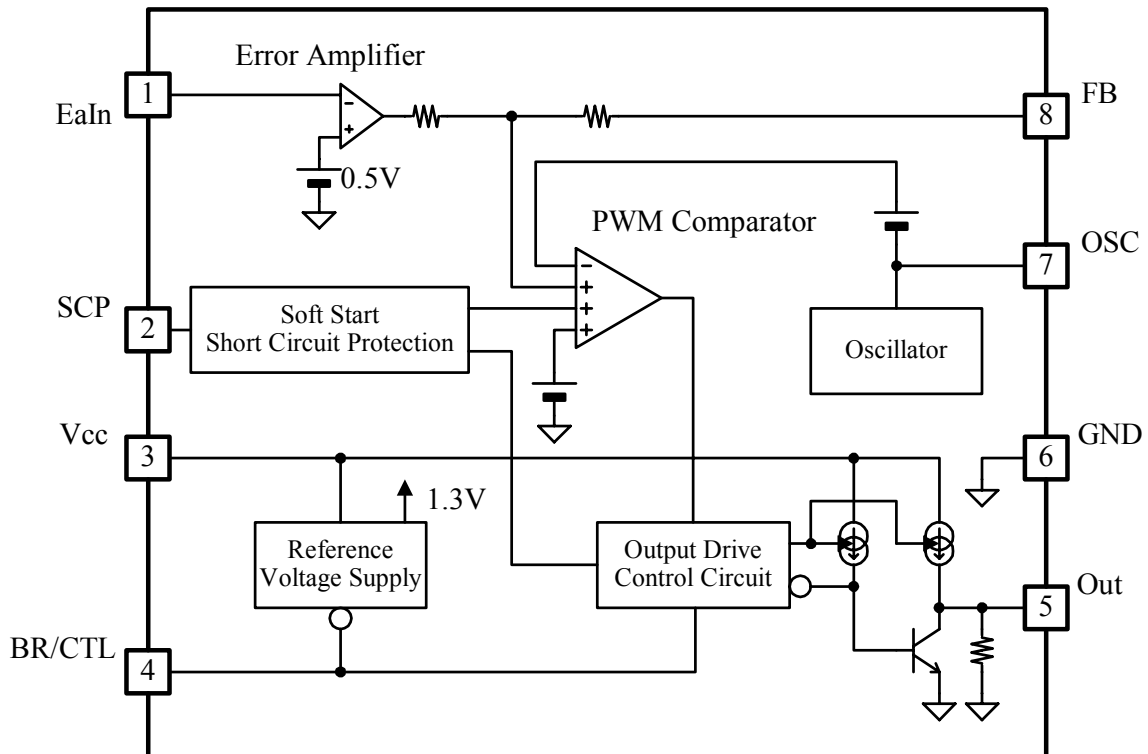 Error Amplifier
1
EaIn
FB
8
−
+
0.5V
PWM Comparator
OSC
7
−
+
+
+
SCP
2
Soft Start
Short Circuit Protection
Oscillator
Vcc
3
GND
6
1.3V
Reference
Voltage Supply
Output Drive
Control Circuit
Out
5
BR/CTL
4